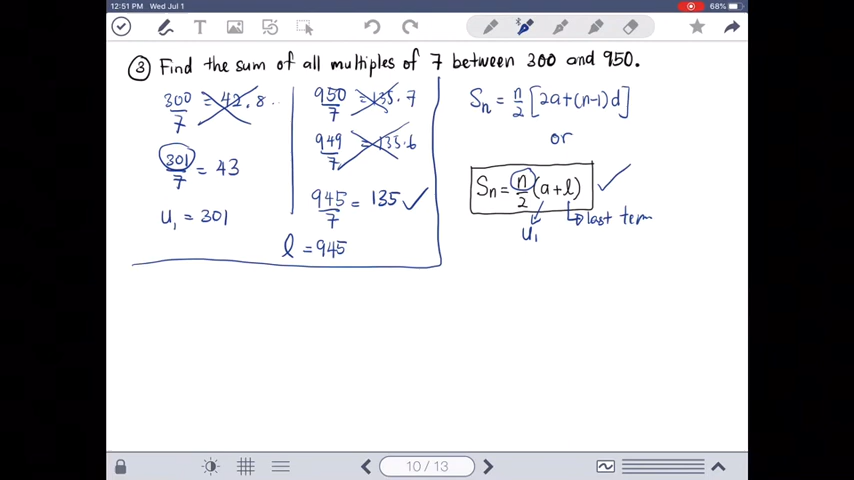 12:51 PM Wed Jul 1
68%
T
③ Find the sum of all multiples of 7 between 300 and 950.
300/7 = 42.8..
301/7 = 43
u₁ = 301
950/7 = 135.7
949/7 = 135.6
945/7 = 135 ✓
l = 945
Sn = n/2 [2a+(n-1)d]
or
Sn = n/2 (a+l) ✓
u₁
last term
10 / 13